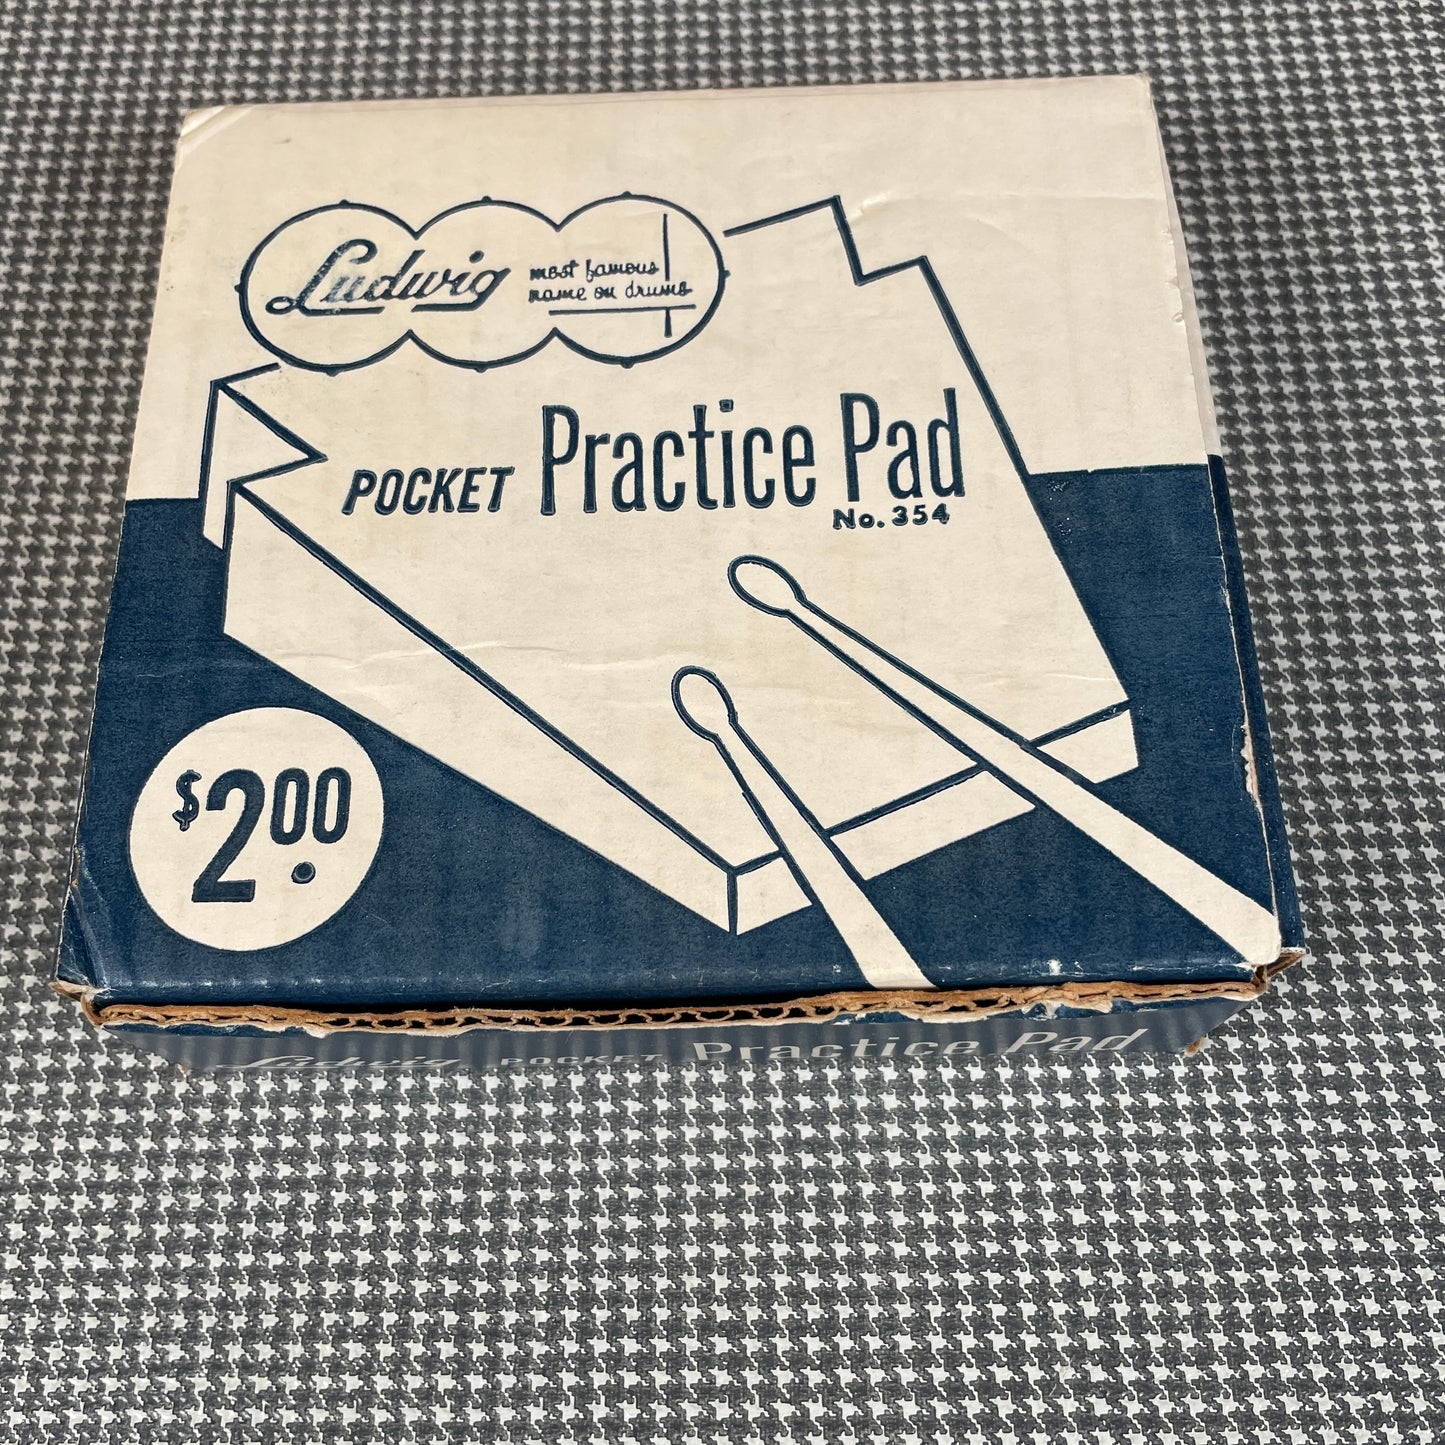 Ludwig most famous
name on drums
POCKET Practice Pad
No. 354
$2.00
Ludwig POCKET Practice Pad